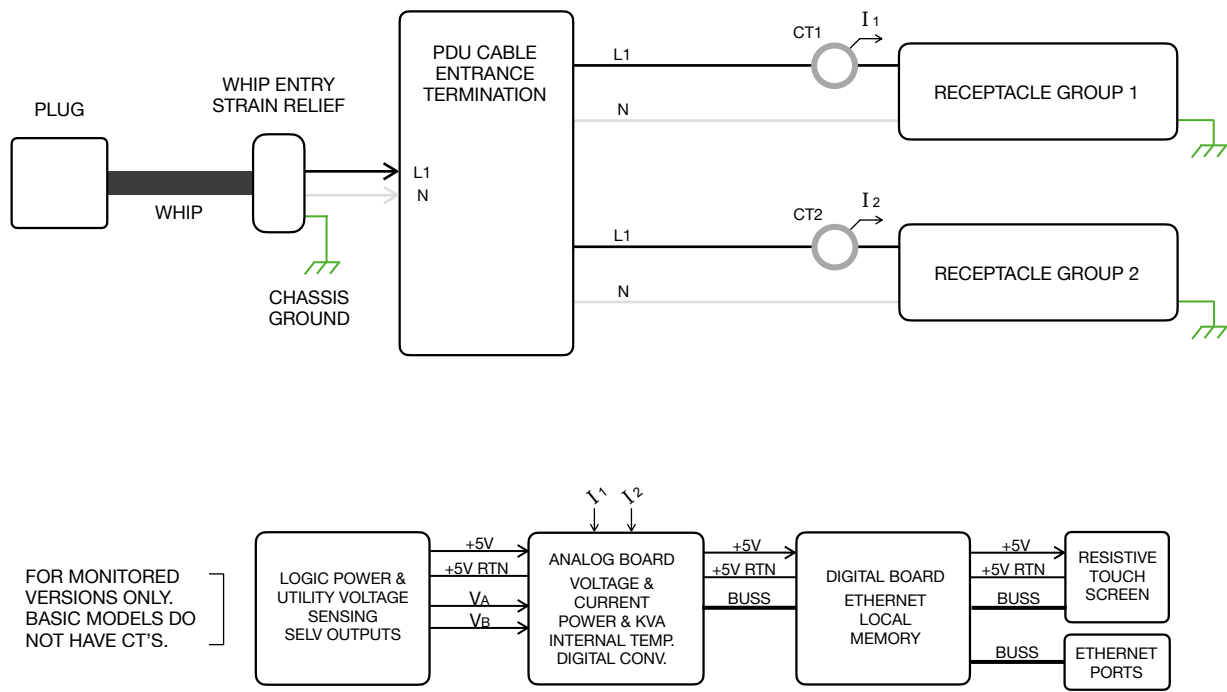 PLUG
WHIP
WHIP ENTRY
STRAIN RELIEF
CHASSIS
GROUND
PDU CABLE
ENTRANCE
TERMINATION
L1
N
L1
N
CT1
I1
RECEPTACLE GROUP 1
L1
N
CT2
I2
RECEPTACLE GROUP 2
FOR MONITORED
VERSIONS ONLY.
BASIC MODELS DO
NOT HAVE CT'S.
LOGIC POWER &
UTILITY VOLTAGE
SENSING
SELV OUTPUTS
+5V
+5V RTN
VA
VB
I1
I2
ANALOG BOARD
VOLTAGE &
CURRENT
POWER & KVA
INTERNAL TEMP.
DIGITAL CONV.
+5V
+5V RTN
BUSS
DIGITAL BOARD
ETHERNET
LOCAL
MEMORY
+5V
+5V RTN
BUSS
BUSS
RESISTIVE
TOUCH
SCREEN
ETHERNET
PORTS